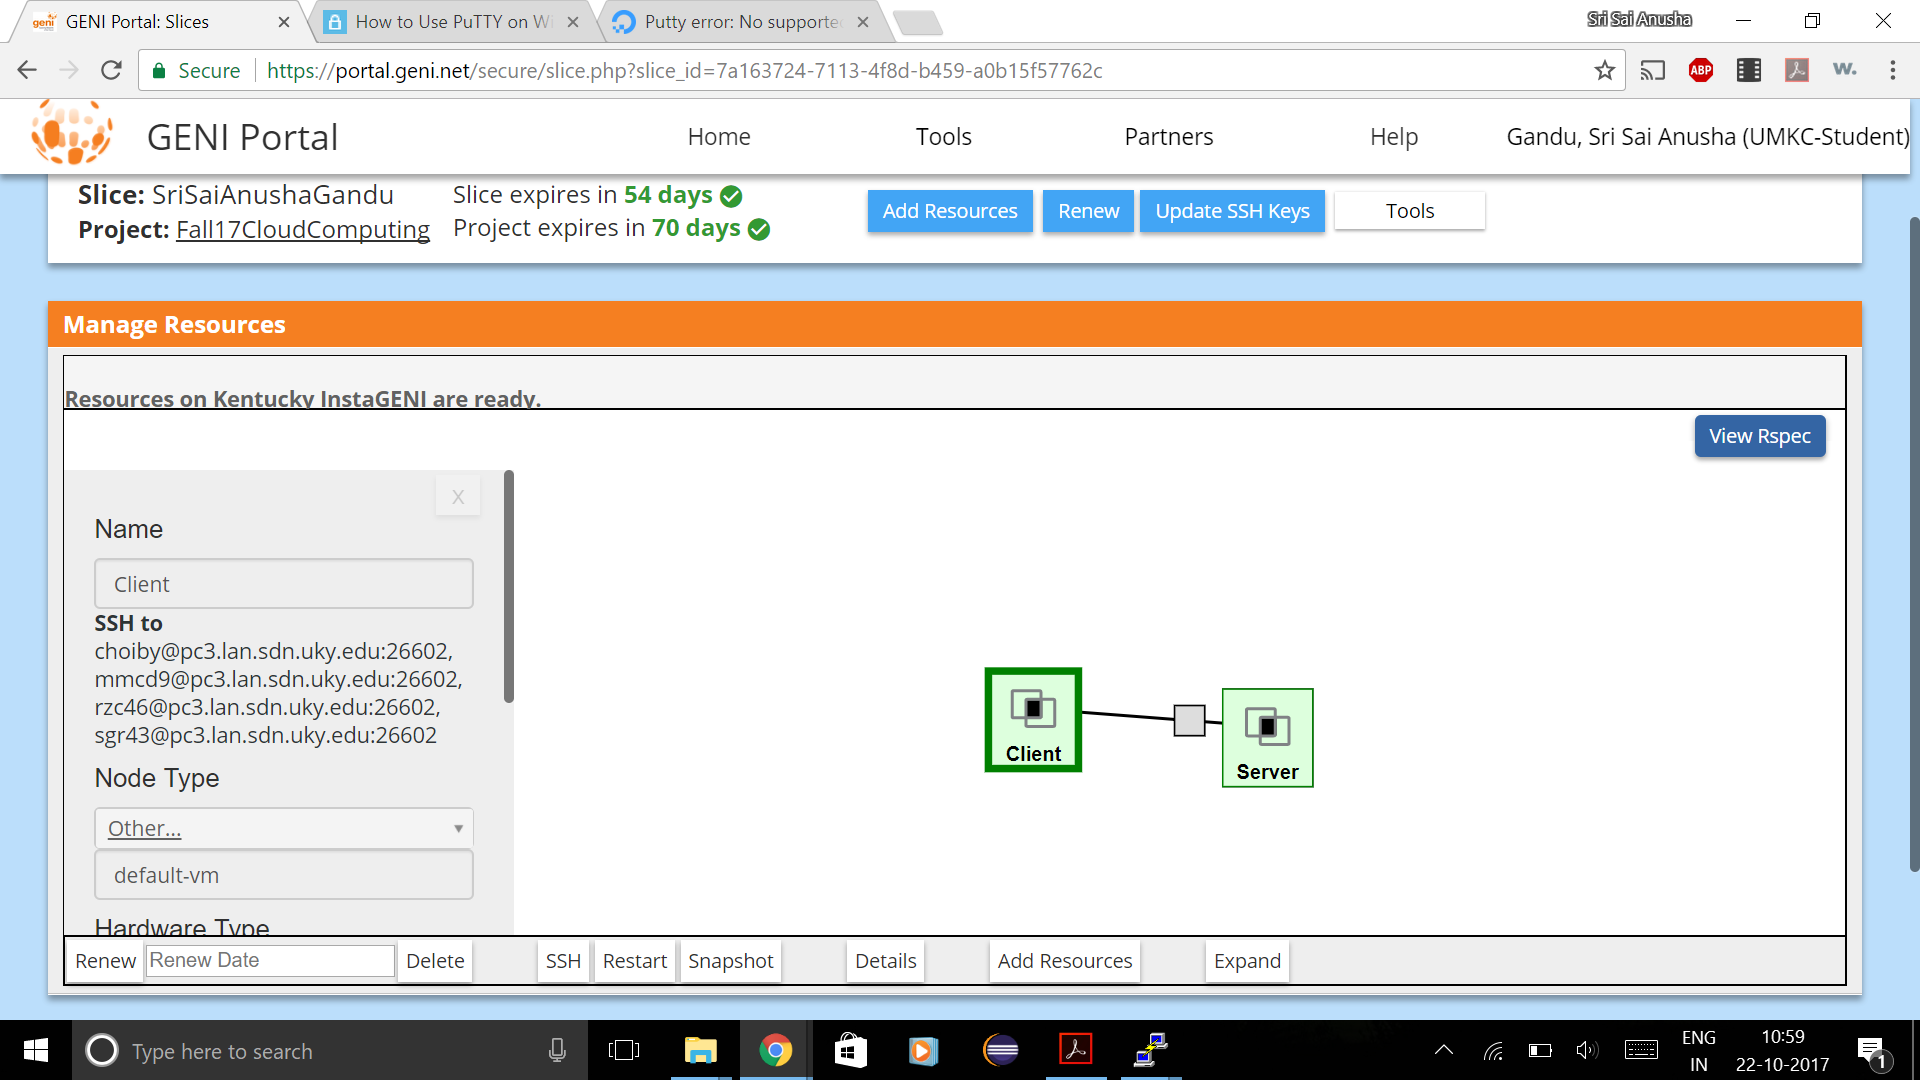 GENI Portal: Slices
How to Use PuTTY on Wi
Putty error: No supporte
Sri Sai Anusha
Secure
https://portal.geni.net/secure/slice.php?slice_id=7a163724-7113-4f8d-b459-a0b15f57762c
ABP
w.
GENI Portal
Home
Tools
Partners
Help
Gandu, Sri Sai Anusha (UMKC-Student)
Slice: SriSaiAnushaGandu
Slice expires in 54 days
Project: Fall17CloudComputing
Project expires in 70 days
Add Resources
Renew
Update SSH Keys
Tools
Manage Resources
Resources on Kentucky InstaGENI are ready.
View Rspec
X
Name
Client
SSH to
choiby@pc3.lan.sdn.uky.edu:26602,
mmcd9@pc3.lan.sdn.uky.edu:26602,
rzc46@pc3.lan.sdn.uky.edu:26602,
sgr43@pc3.lan.sdn.uky.edu:26602
Node Type
Other...
default-vm
Hardware Type
Client
Server
Renew
Renew Date
Delete
SSH
Restart
Snapshot
Details
Add Resources
Expand
Type here to search
ENG
IN
10:59
22-10-2017
1